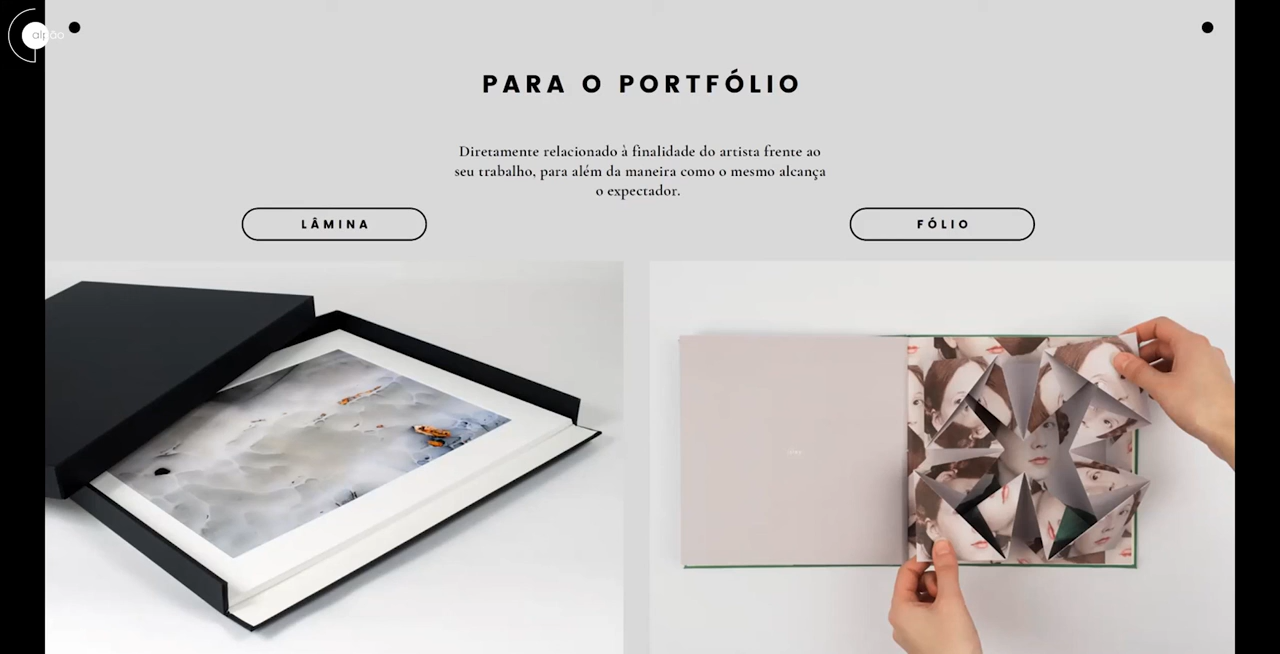 PARA O PORTFÓLIO
Diretamente relacionado à finalidade do artista frente ao
seu trabalho, para além da maneira como o mesmo alcança
o expectador.
LÂMINA
FÓLIO